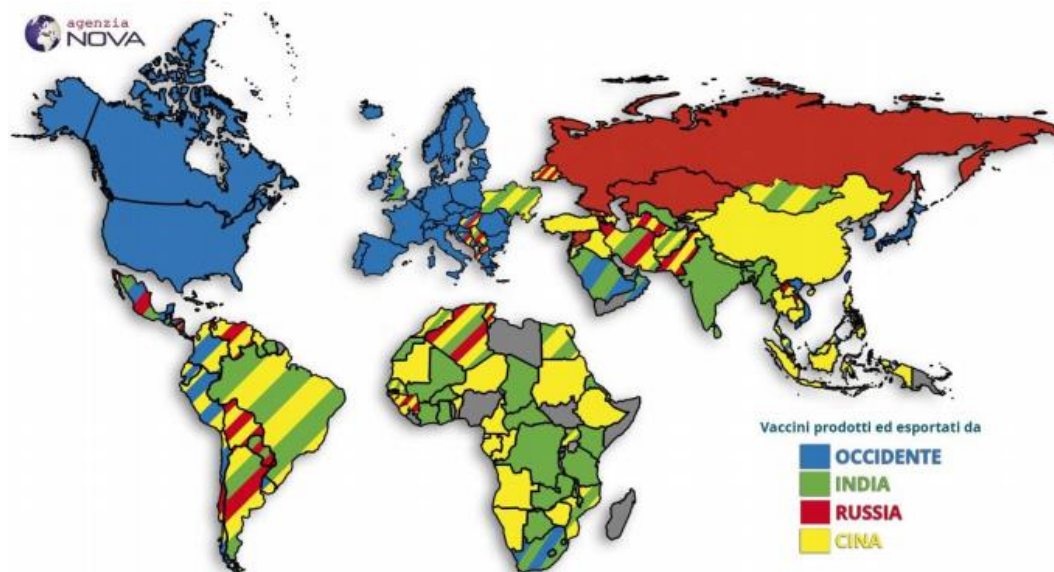 agenzia
NOVA
Vaccini prodotti ed esportati da
OCCIDENTE
INDIA
RUSSIA
CINA